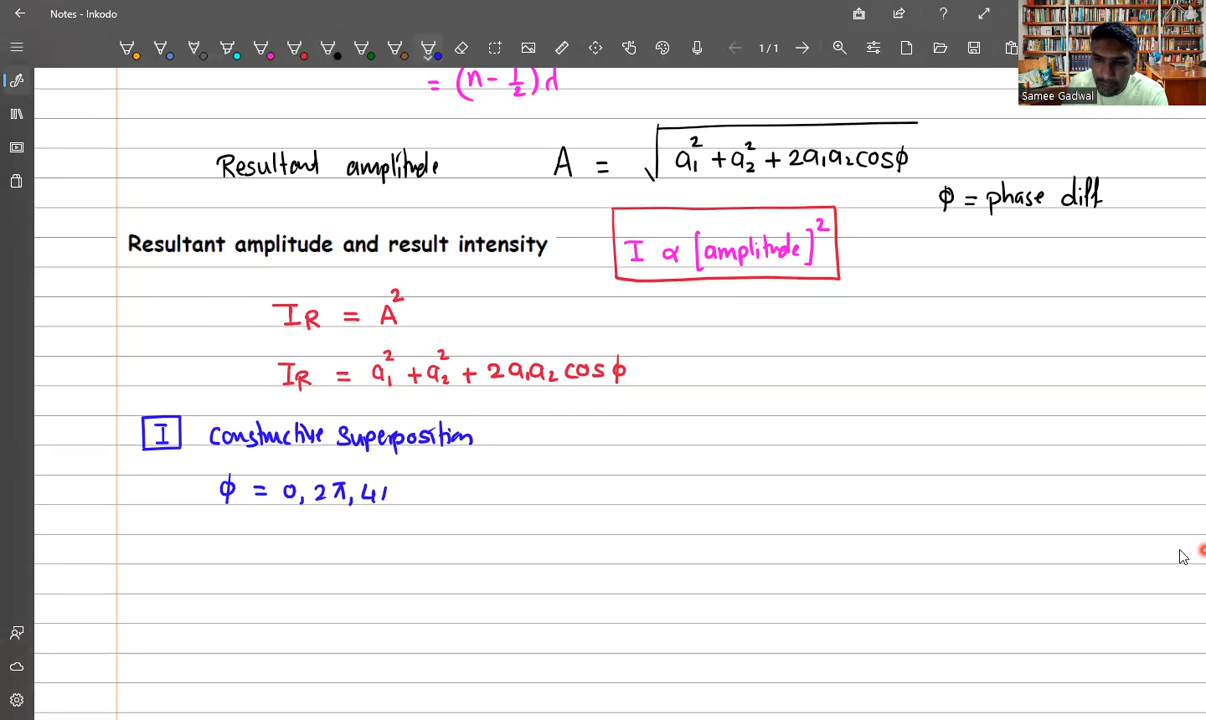 Notes - Inkodo
1/1
Samee Gadwal
= (n - 1/2) d
Resultant amplitude A = √(a₁² + a₂² + 2a₁a₂cosϕ)
ϕ = phase diff
Resultant amplitude and result intensity
I ∝ [amplitude]²
I_R = A²
I_R = a₁² + a₂² + 2a₁a₂ cos ϕ
I constructive superposition
ϕ = 0, 2π, 4